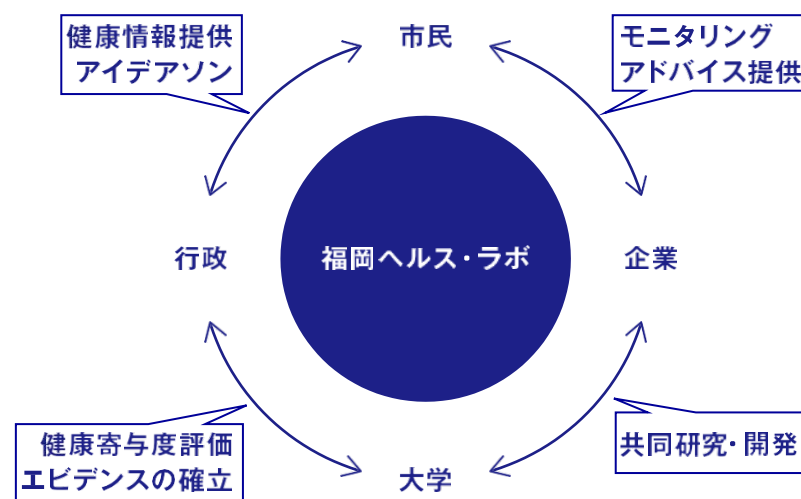 健康情報提供
アイデアソン
市民
モニタリング
アドバイス提供
行政
福岡ヘルス・ラボ
企業
健康寄与度評価
エビデンスの確立
大学
共同研究・開発